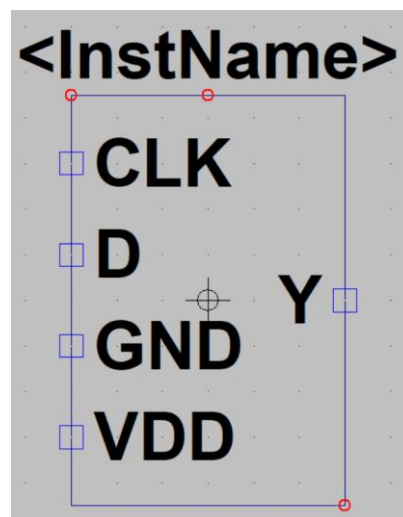 <InstName>
CLK
D
Y
GND
VDD